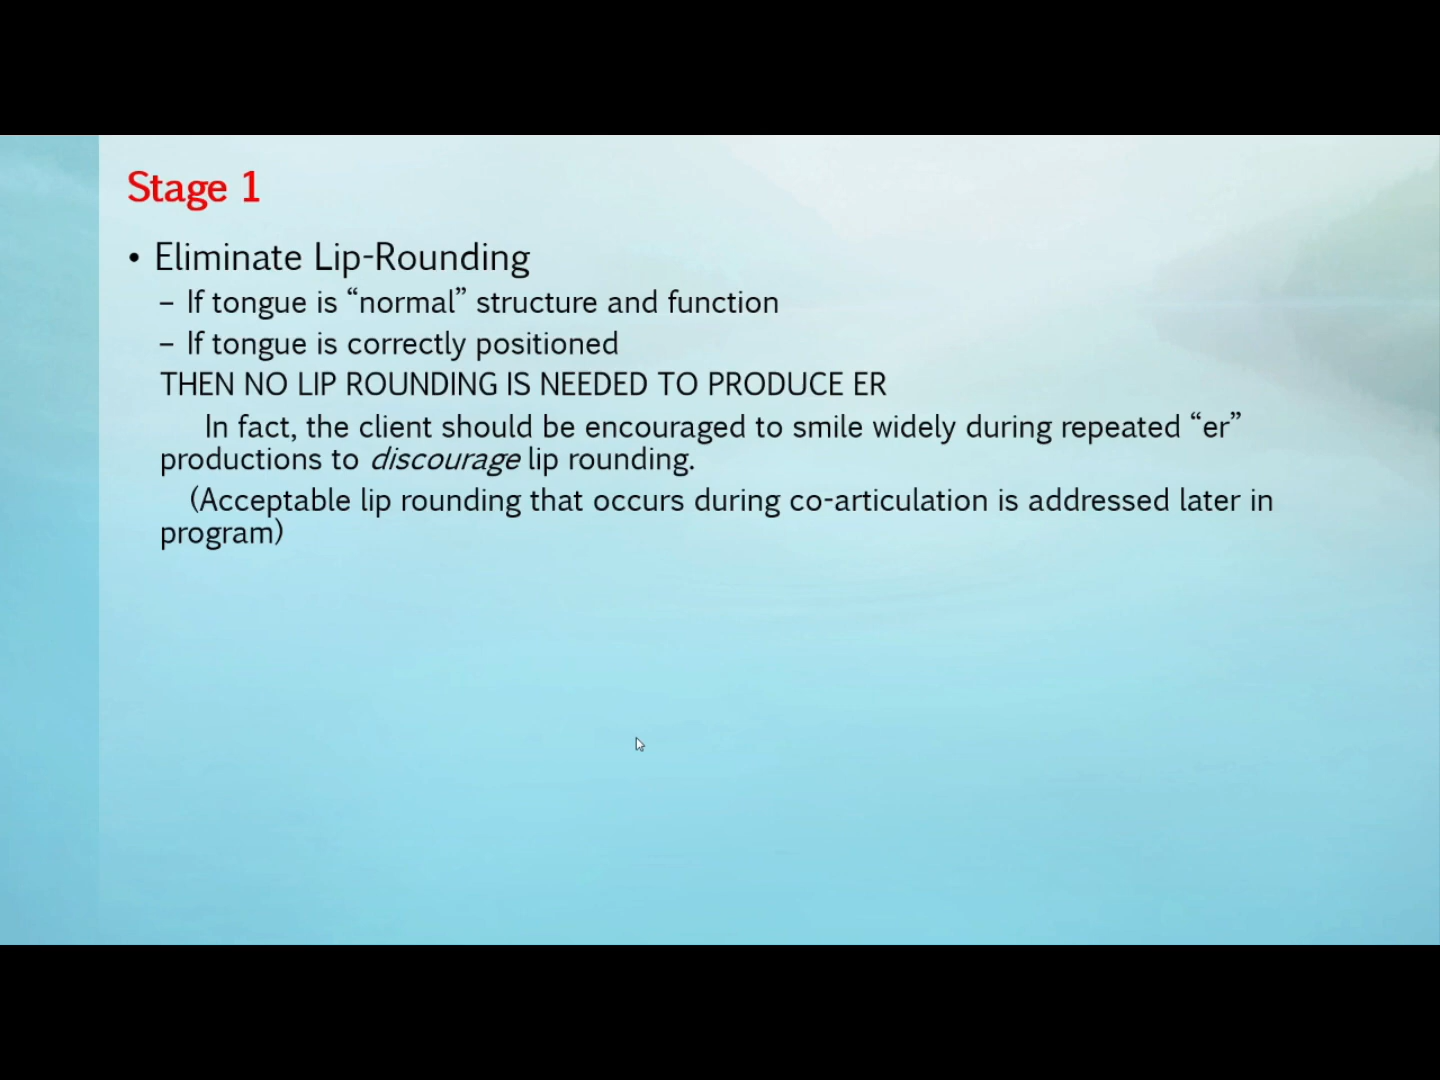 Stage 1
• Eliminate Lip-Rounding
– If tongue is “normal” structure and function
– If tongue is correctly positioned
THEN NO LIP ROUNDING IS NEEDED TO PRODUCE ER
In fact, the client should be encouraged to smile widely during repeated “er”
productions to discourage lip rounding.
(Acceptable lip rounding that occurs during co-articulation is addressed later in
program)